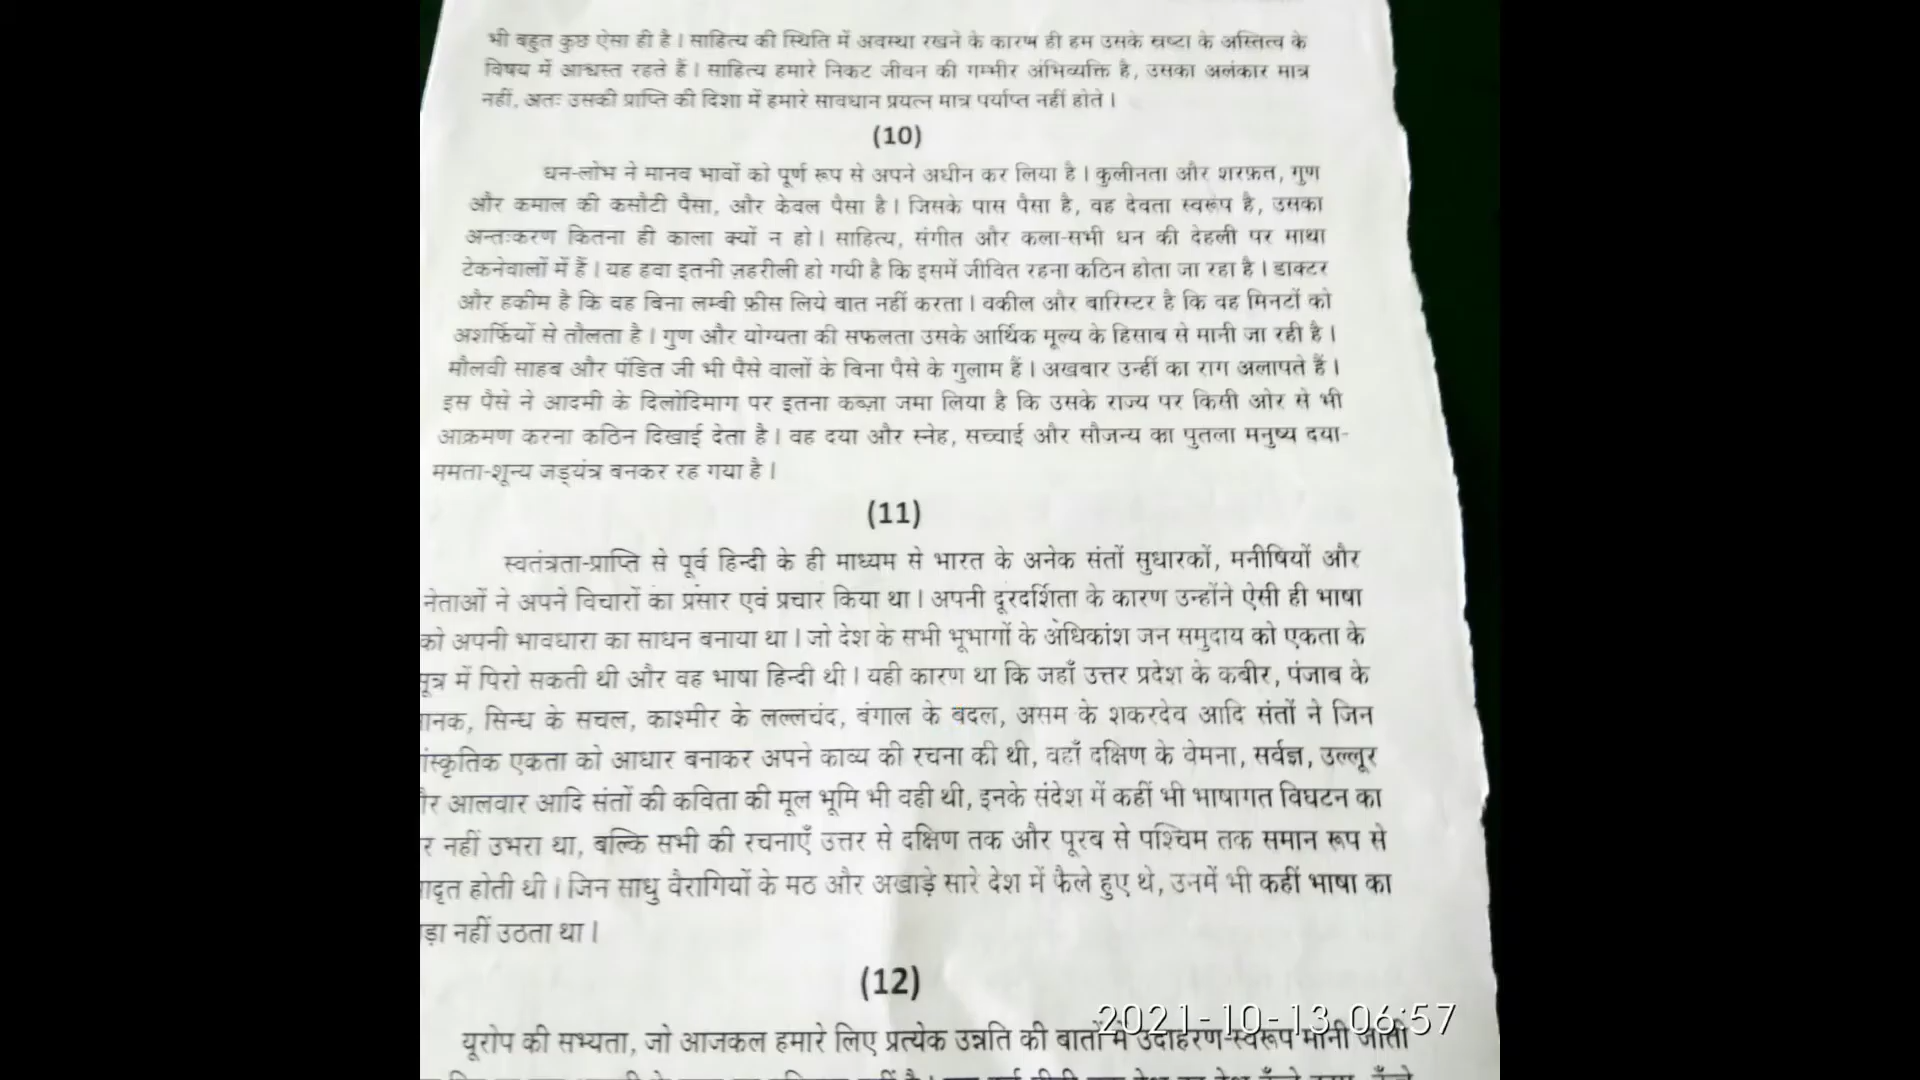 भी बहुत कुछ ऐसा ही है । साहित्य की स्थिति में अवस्था रखने के कारण ही हम उसके स्रष्टा के अस्तित्व के
विषय में आश्वस्त रहते हैं । साहित्य हमारे निकट जीवन की गम्भीर अंभिव्यक्ति है, उसका अलंकार मात्र
नहीं, अतः उसकी प्राप्ति की दिशा में हमारे सावधान प्रयत्न मात्र पर्याप्त नहीं होते ।
(10)
धन-लोभ ने मानव भावों को पूर्ण रूप से अपने अधीन कर लिया है । कुलीनता और शरफ़त, गुण
और कमाल की कसौटी पैसा, और केवल पैसा है । जिसके पास पैसा है, वह देवता स्वरूप है, उसका
अन्तःकरण कितना ही काला क्यों न हो । साहित्य, संगीत और कला-सभी धन की देहली पर माथा
टेकनेवालों में हैं । यह हवा इतनी ज़हरीली हो गयी है कि इसमें जीवित रहना कठिन होता जा रहा है । डाक्टर
और हकीम है कि वह बिना लम्बी फ़ीस लिये बात नहीं करता । वकील और बारिस्टर है कि वह मिनटों को
अशर्फियों से तौलता है । गुण और योग्यता की सफलता उसके आर्थिक मूल्य के हिसाब से मानी जा रही है ।
मौलवी साहब और पंडित जी भी पैसे वालों के बिना पैसे के गुलाम हैं । अखबार उन्हीं का राग अलापते हैं ।
इस पैसे ने आदमी के दिलोदिमाग पर इतना कब्ज़ा जमा लिया है कि उसके राज्य पर किसी ओर से भी
आक्रमण करना कठिन दिखाई देता है । वह दया और स्नेह, सच्चाई और सौजन्य का पुतला मनुष्य दया-
ममता-शून्य जड़्यंत्र बनकर रह गया है ।
(11)
स्वतंत्रता-प्राप्ति से पूर्व हिन्दी के ही माध्यम से भारत के अनेक संतों सुधारकों, मनीषियों और
नेताओं ने अपने विचारों का प्रसार एवं प्रचार किया था । अपनी दूरदर्शिता के कारण उन्होंने ऐसी ही भाषा
को अपनी भावधारा का साधन बनाया था । जो देश के सभी भूभागों के अधिकांश जन समुदाय को एकता के
सूत्र में पिरो सकती थी और वह भाषा हिन्दी थी । यही कारण था कि जहाँ उत्तर प्रदेश के कबीर, पंजाब के
ानक, सिन्ध के सचल, काश्मीर के लल्लचंद, बंगाल के बदल, असम के शकरदेव आदि संतों ने जिन
ांस्कृतिक एकता को आधार बनाकर अपने काव्य की रचना की थी, वहाँ दक्षिण के वेमना, सर्वज्ञ, उल्लूर
ौर आलवार आदि संतों की कविता की मूल भूमि भी वही थी, इनके संदेश में कहीं भी भाषागत विघटन का
र नहीं उभरा था, बल्कि सभी की रचनाएँ उत्तर से दक्षिण तक और पूरब से पश्चिम तक समान रूप से
ादृत होती थी । जिन साधु वैरागियों के मठ और अखाड़े सारे देश में फैले हुए थे, उनमें भी कहीं भाषा का
ड़ा नहीं उठता था ।
(12)
यूरोप की सभ्यता, जो आजकल हमारे लिए प्रत्येक उन्नति की बातों में उदाहरण-स्वरूप मानी जाती
2021-10-13 06:57